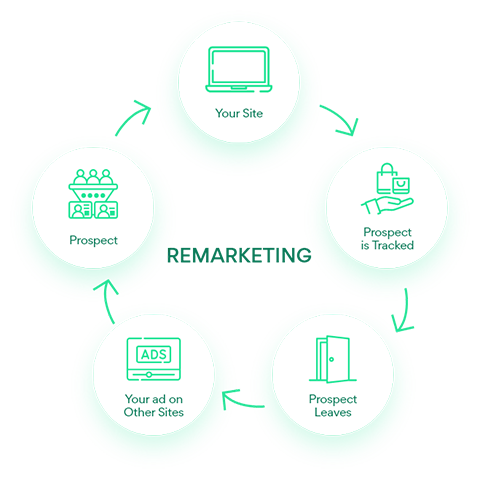 Your Site
Prospect
is Tracked
Prospect
Leaves
ADS
Your ad on
Other Sites
Prospect
REMARKETING